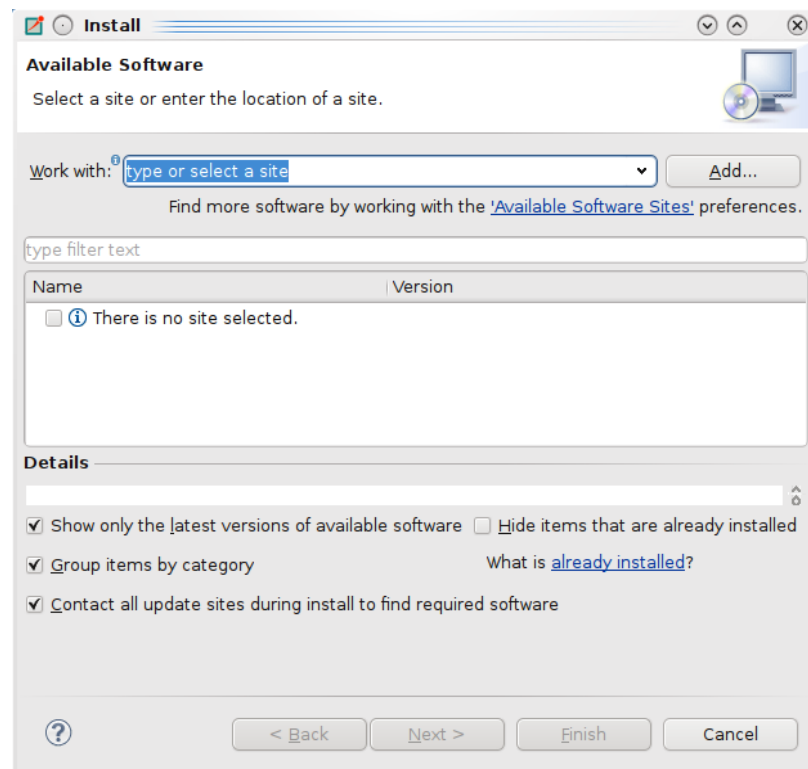 Install
Available Software
Select a site or enter the location of a site.
Work with: type or select a site Add...
Find more software by working with the 'Available Software Sites' preferences.
type filter text
Name Version
There is no site selected.
Details
Show only the latest versions of available software Hide items that are already installed
Group items by category What is already installed?
Contact all update sites during install to find required software
? < Back Next > Finish Cancel